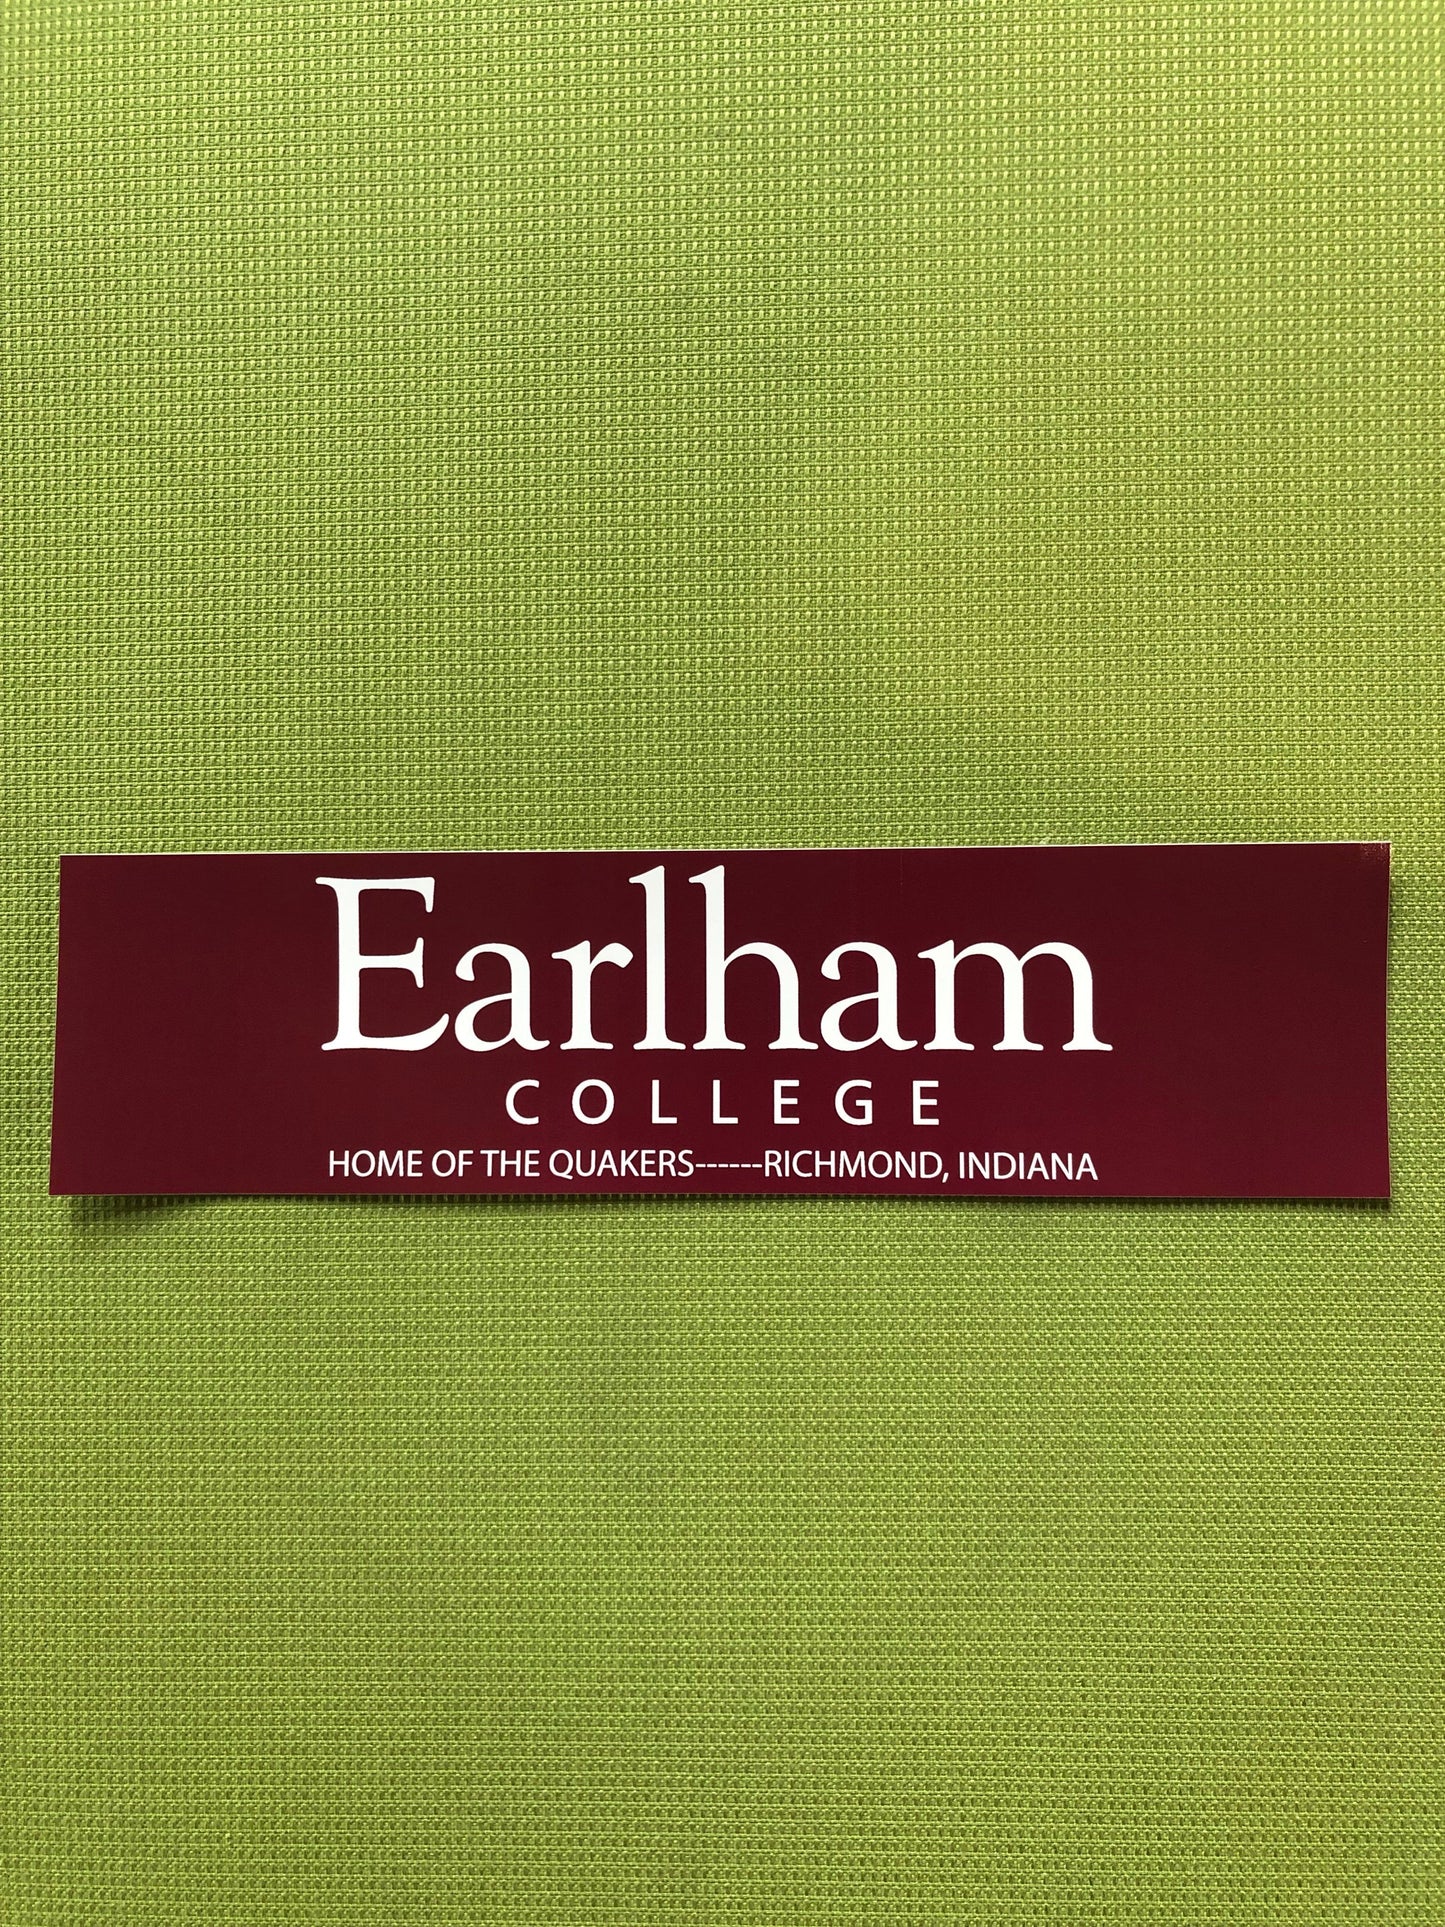 Earlham
COLLEGE
HOME OF THE QUAKERS------RICHMOND, INDIANA